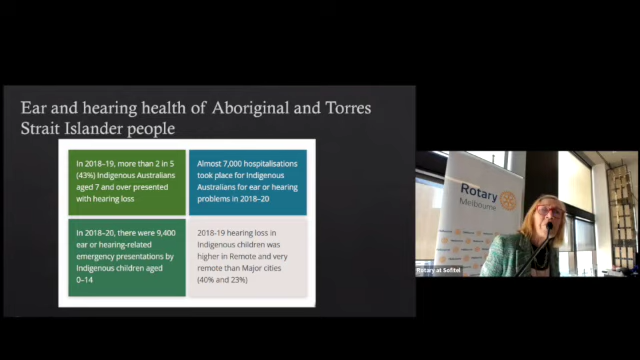 Ear and hearing health of Aboriginal and Torres
Strait Islander people
In 2018–19, more than 2 in 5
(43%) Indigenous Australians
aged 7 and over presented
with hearing loss
Almost 7,000 hospitalisations
took place for Indigenous
Australians for ear or hearing
problems in 2018–20
In 2018–20, there were 9,400
ear or hearing-related
emergency presentations by
Indigenous children aged
0–14
2018-19 hearing loss in
Indigenous children was
higher in Remote and very
remote than Major cities
(40% and 23%)
Rotary
Melbourne
Rotary at Sofitel